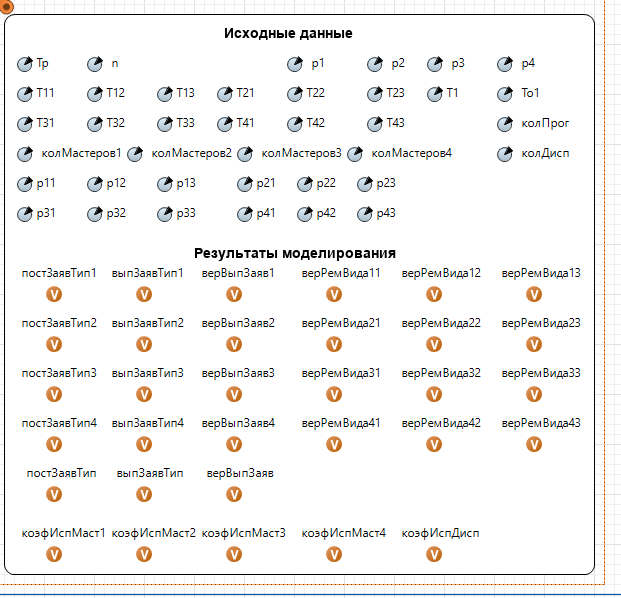 Исходные данные
Tp n p1 p2 p3 p4
T11 T12 T13 T21 T22 T23 T1 To1
T31 T32 T33 T41 T42 T43 колПрог
колМастеров1 колМастеров2 колМастеров3 колМастеров4 колДисп
p11 p12 p13 p21 p22 p23
p31 p32 p33 p41 p42 p43
Результаты моделирования
постЗаявТип1 выпЗаявТип1 верВыпЗаяв1 верРемВида11 верРемВида12 верРемВида13
V V V V V V
постЗаявТип2 выпЗаявТип2 верВыпЗаяв2 верРемВида21 верРемВида22 верРемВида23
V V V V V V
постЗаявТип3 выпЗаявТип3 верВыпЗаяв3 верРемВида31 верРемВида32 верРемВида33
V V V V V V
постЗаявТип4 выпЗаявТип4 верВыпЗаяв4 верРемВида41 верРемВида42 верРемВида43
V V V V V V
постЗаявТип выпЗаявТип верВыпЗаяв
V V V
коэфИспМаст1 коэфИспМаст2 коэфИспМаст3 коэфИспМаст4 коэфИспДисп
V V V V V